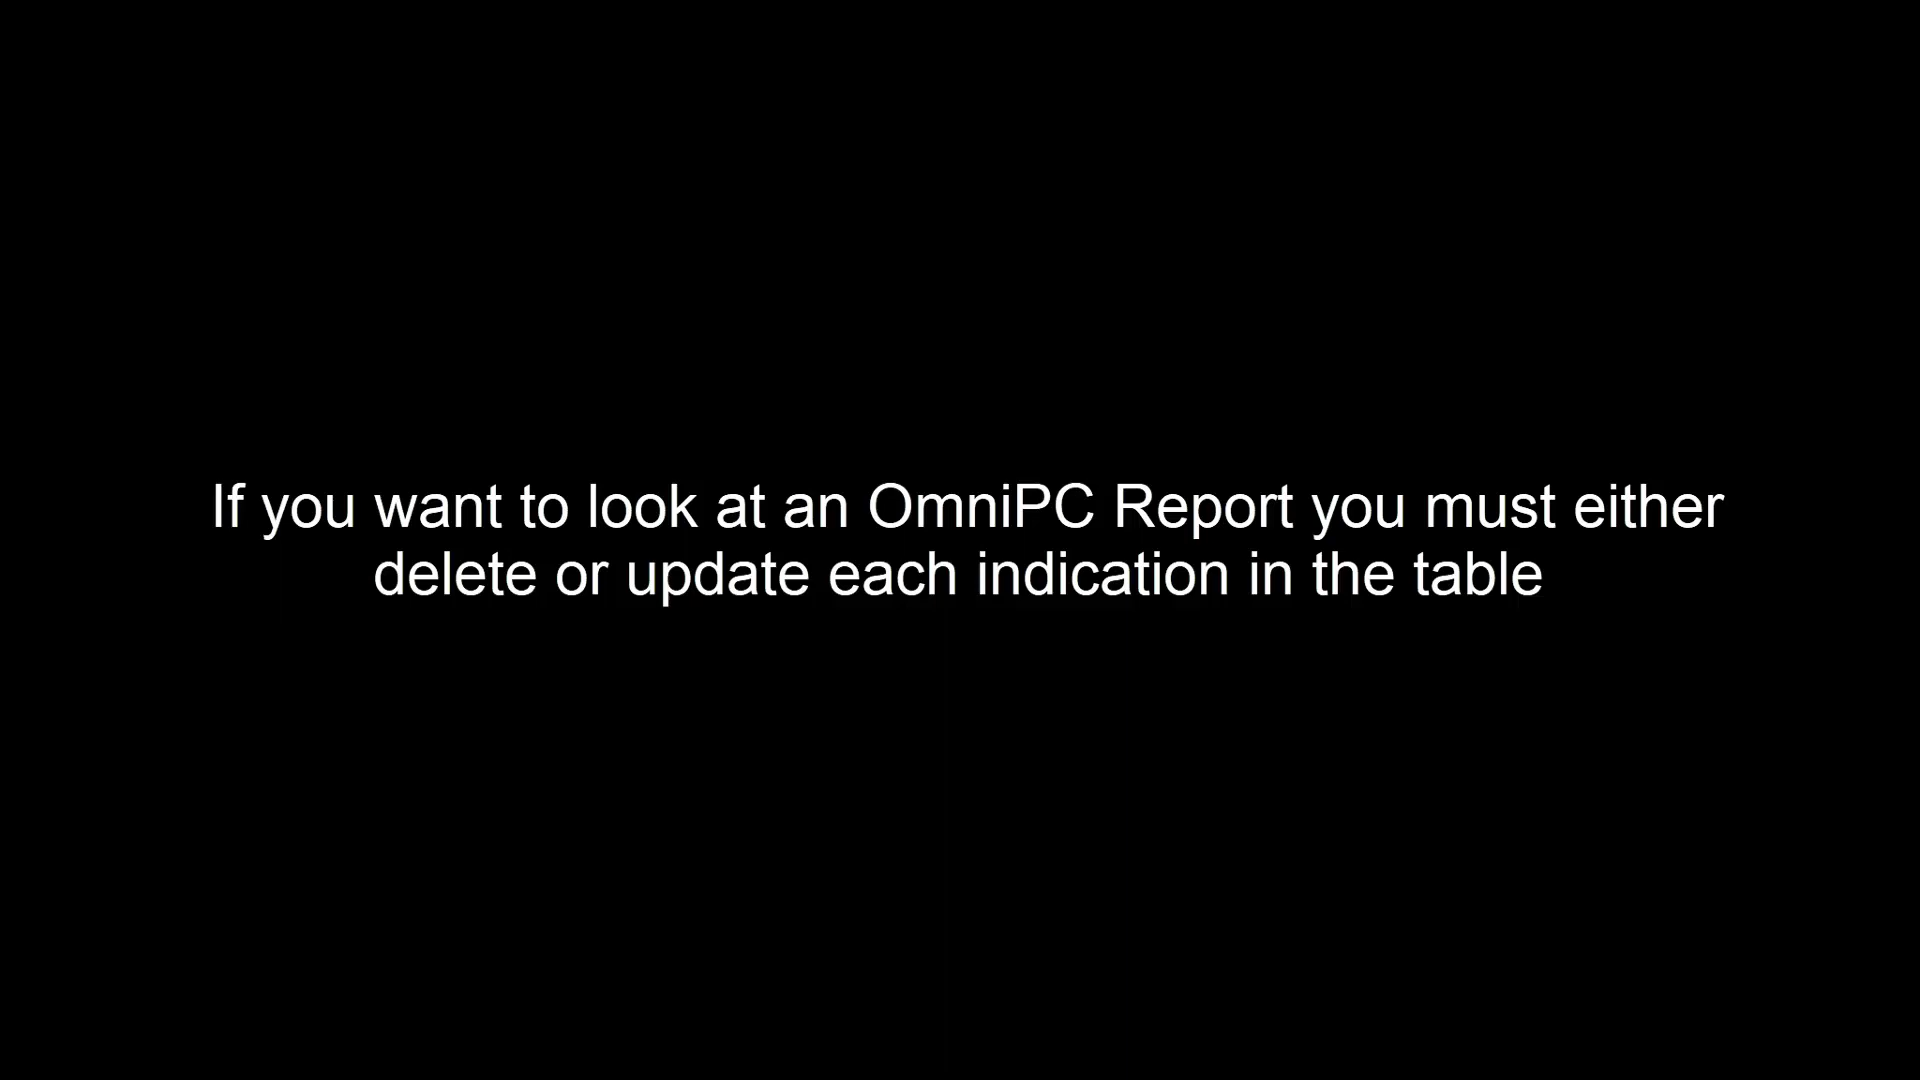 If you want to look at an OmniPC Report you must either
delete or update each indication in the table